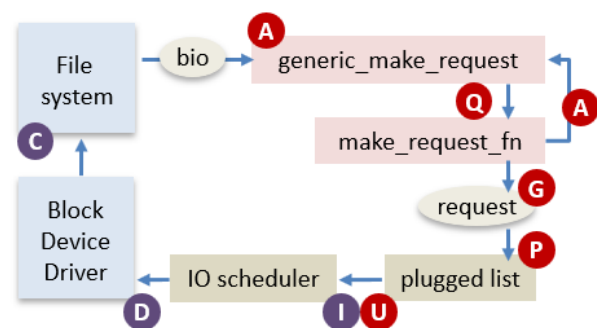 File
system
C
bio
A
generic_make_request
Q
A
make_request_fn
G
request
P
Block
Device
Driver
D
IO scheduler
I
U
plugged list